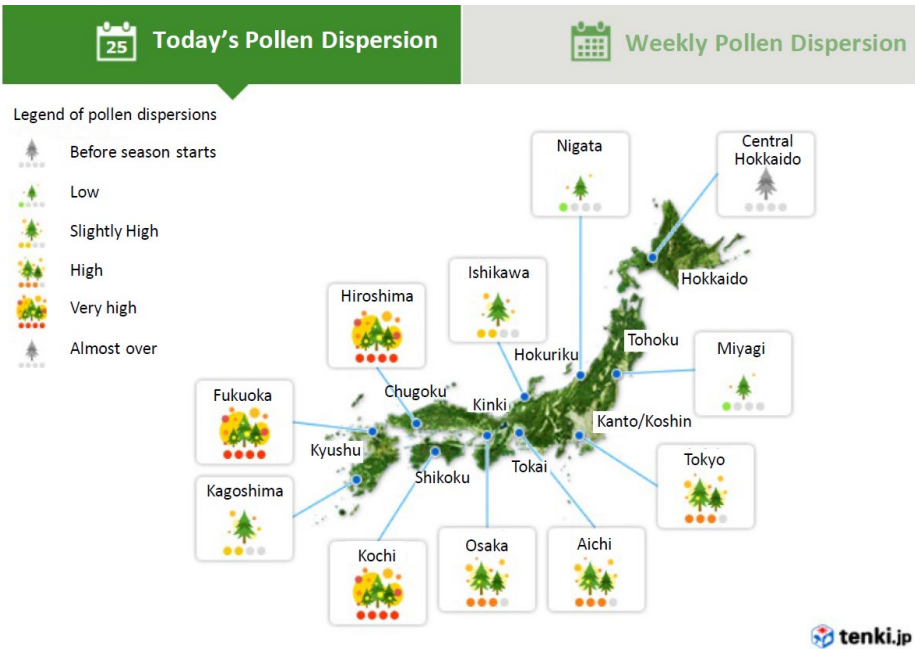 25
Today's Pollen Dispersion
Weekly Pollen Dispersion
Legend of pollen dispersions
Before season starts
Low
Slightly High
High
Very high
Almost over
Nigata
Central
Hokkaido
Ishikawa
Hokkaido
Hiroshima
Hokuriku
Tohoku
Miyagi
Fukuoka
Chugoku
Kinki
Kanto/Koshin
Kyushu
Tokyo
Tokai
Shikoku
Kagoshima
Kochi
Osaka
Aichi
tenki.jp